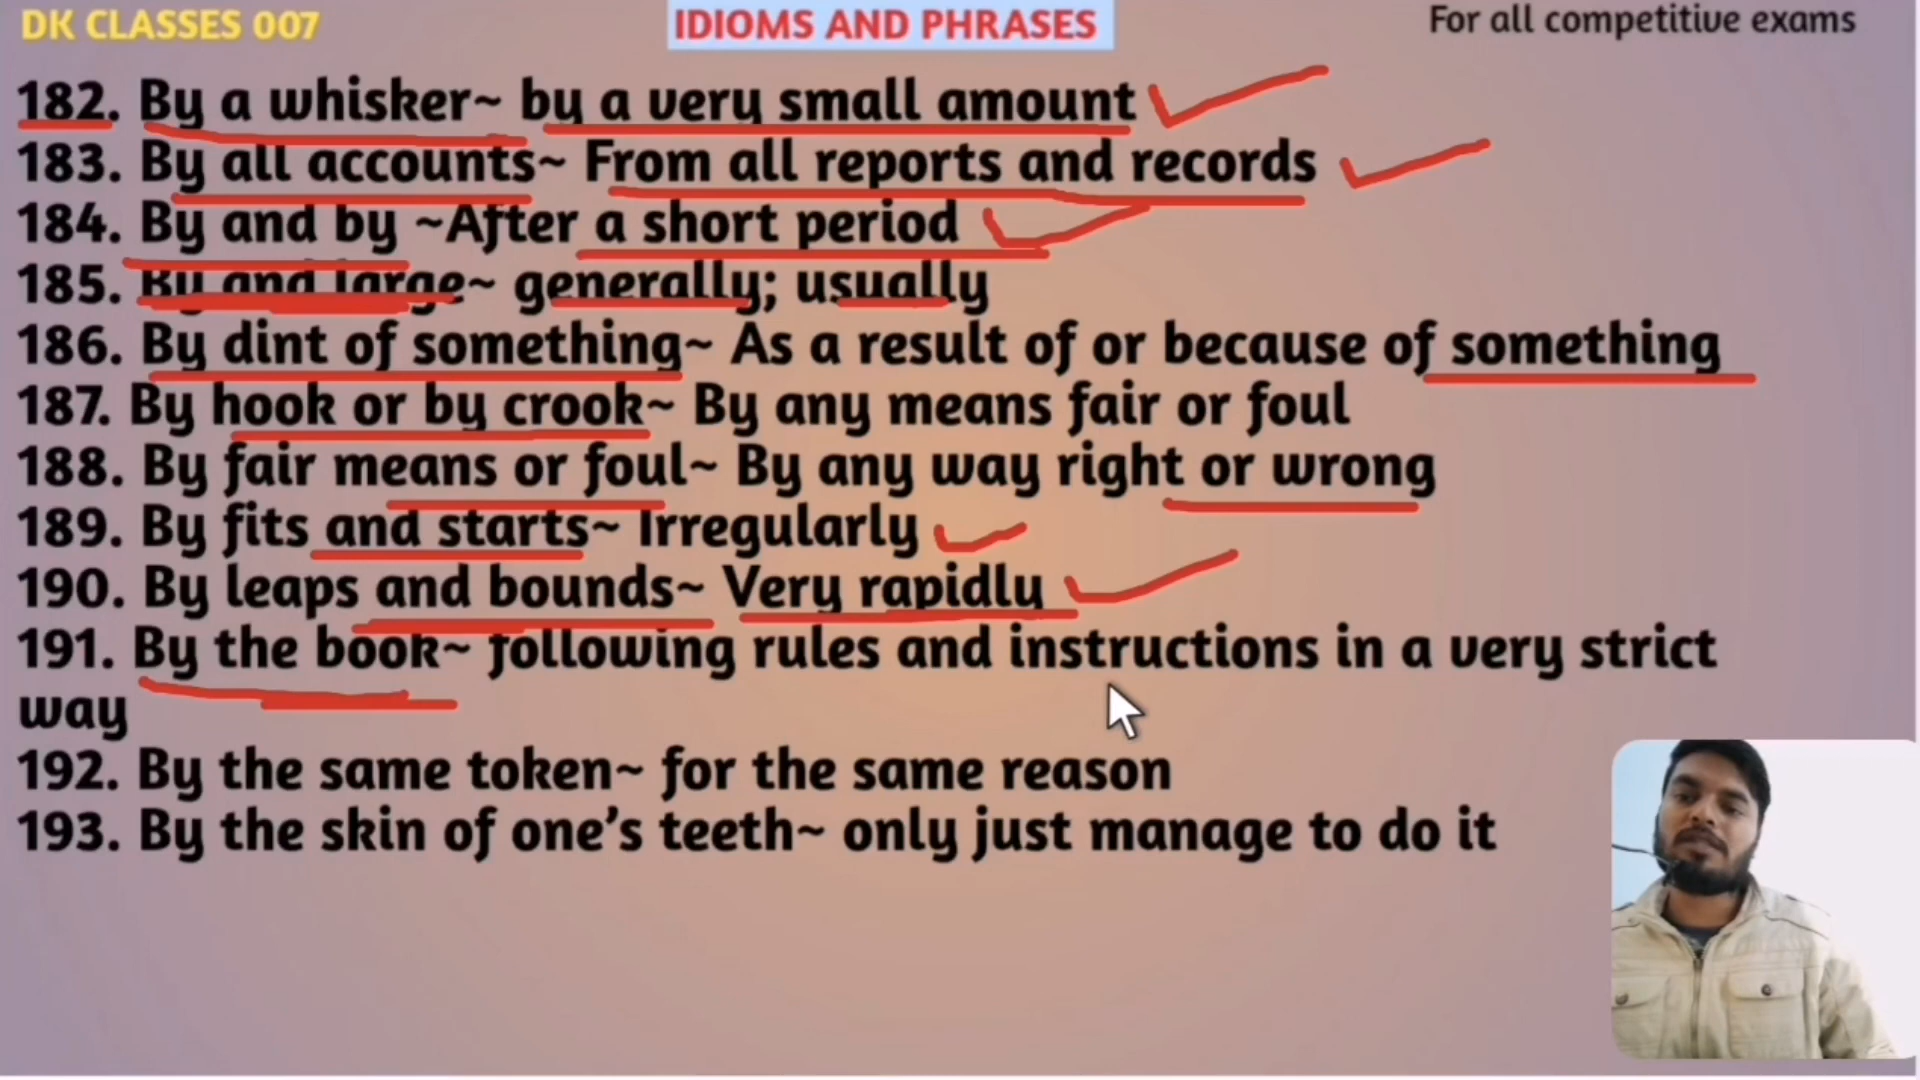 DK CLASSES 007
IDIOMS AND PHRASES
For all competitive exams
182. By a whisker~ by a very small amount
183. By all accounts~ From all reports and records
184. By and by ~After a short period
185. By and large~ generally; usually
186. By dint of something~ As a result of or because of something
187. By hook or by crook~ By any means fair or foul
188. By fair means or foul~ By any way right or wrong
189. By fits and starts~ Irregularly
190. By leaps and bounds~ Very rapidly
191. By the book~ following rules and instructions in a very strict
way
192. By the same token~ for the same reason
193. By the skin of one’s teeth~ only just manage to do it